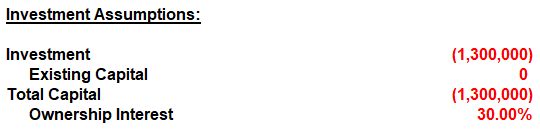 Investment Assumptions:
Investment (1,300,000)
Existing Capital 0
Total Capital (1,300,000)
Ownership Interest 30.00%